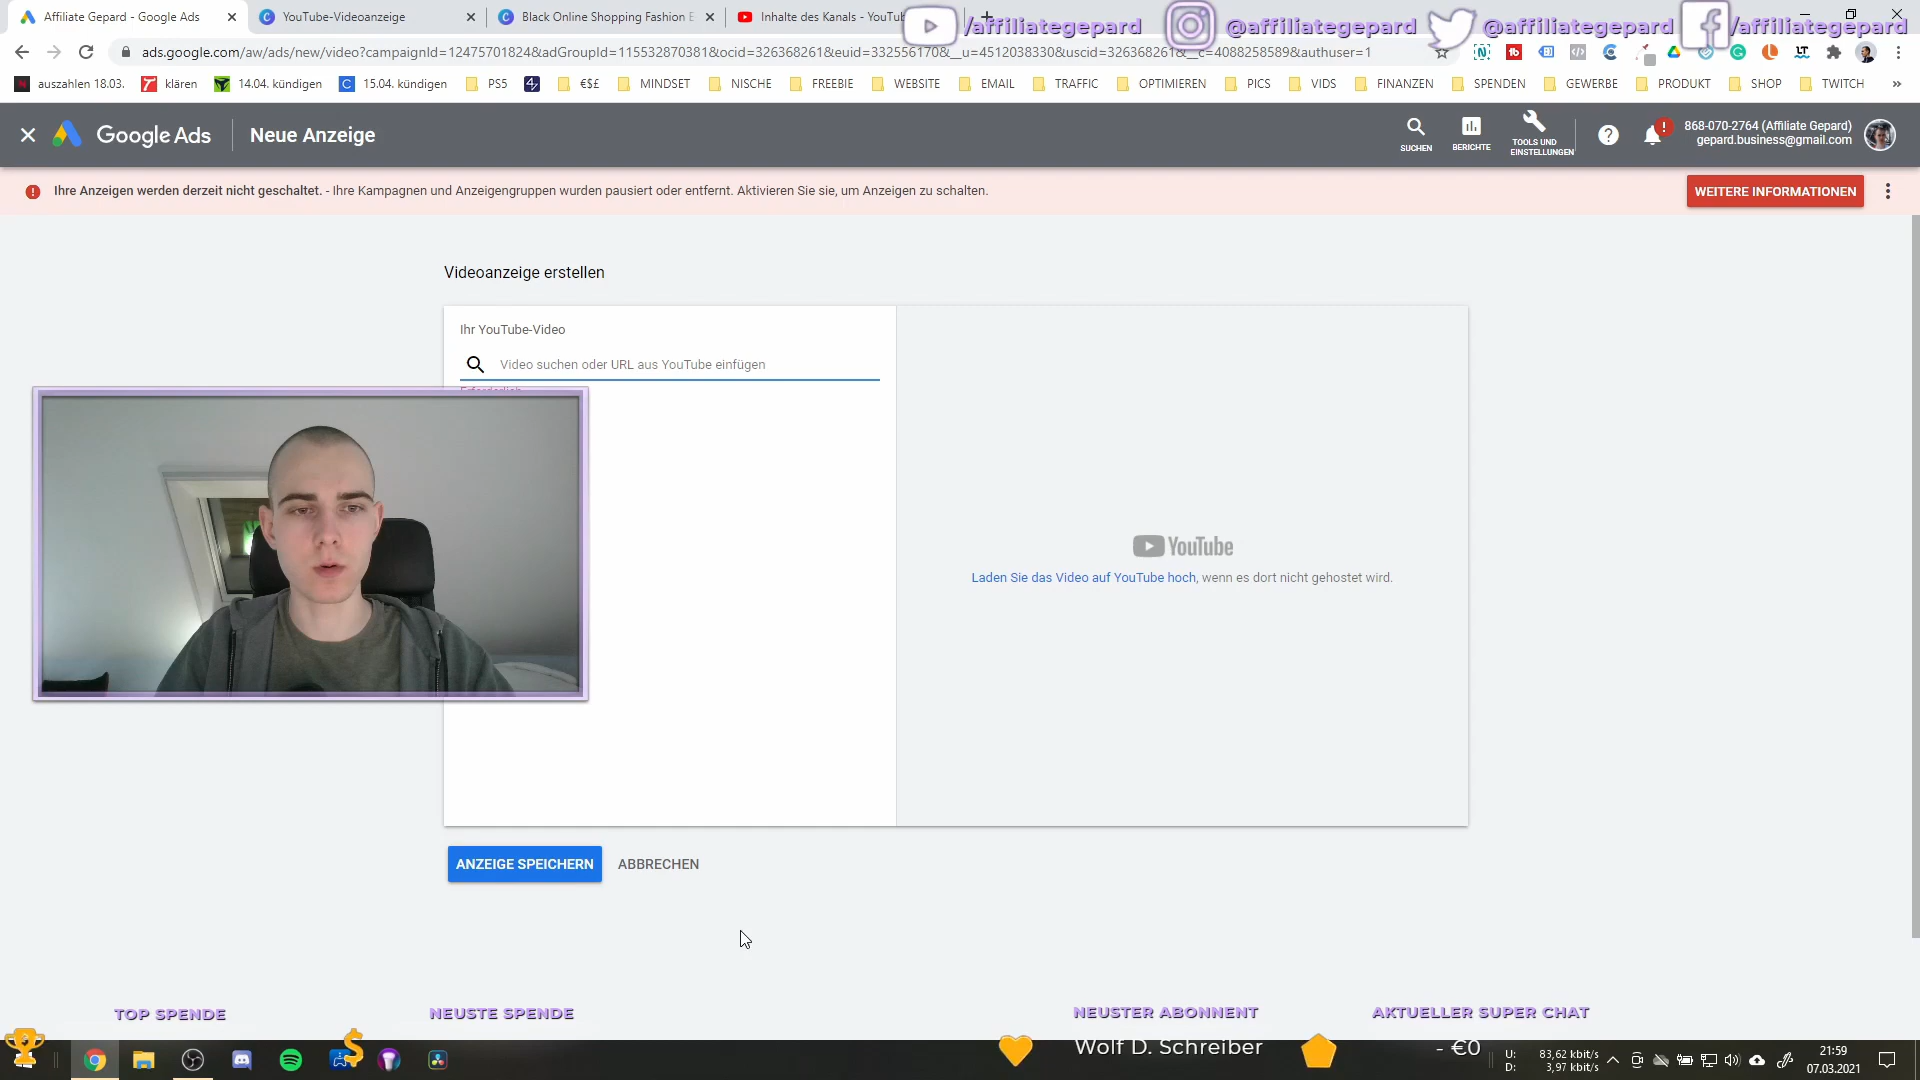 Affiliate Gepard - Google Ads
YouTube-Videoanzeige
Black Online Shopping Fashion E
Inhalte des Kanals - YouTub
/affiliategepard
@affiliategepard
@affiliategepard
/affiliategepard
ads.google.com/aw/ads/new/video?campaignId=12475701824&adGroupId=115532870381&ocid=326368261&euid=332556170&__u=4512038330&uscid=326368261&__c=4088258589&authuser=1
auszahlen 18.03.
klären
14.04. kündigen
15.04. kündigen
PS5
€$£
MINDSET
NISCHE
FREEBIE
WEBSITE
EMAIL
TRAFFIC
OPTIMIEREN
PICS
VIDS
FINANZEN
SPENDEN
GEWERBE
PRODUKT
SHOP
TWITCH
»
Google Ads
Neue Anzeige
SUCHEN
BERICHTE
TOOLS UND
EINSTELLUNGEN
868-070-2764 (Affiliate Gepard)
gepard.business@gmail.com
Ihre Anzeigen werden derzeit nicht geschaltet. - Ihre Kampagnen und Anzeigengruppen wurden pausiert oder entfernt. Aktivieren Sie sie, um Anzeigen zu schalten.
WEITERE INFORMATIONEN
Videoanzeige erstellen
Ihr YouTube-Video
Video suchen oder URL aus YouTube einfügen
YouTube
Laden Sie das Video auf YouTube hoch, wenn es dort nicht gehostet wird.
ANZEIGE SPEICHERN
ABBRECHEN
TOP SPENDE
NEUSTE SPENDE
NEUSTER ABONNENT
AKTUELLER SUPER CHAT
Wolf D. Schreiber
- €0
U: 83,62 kbit/s
D: 3,97 kbit/s
21:59
07.03.2021